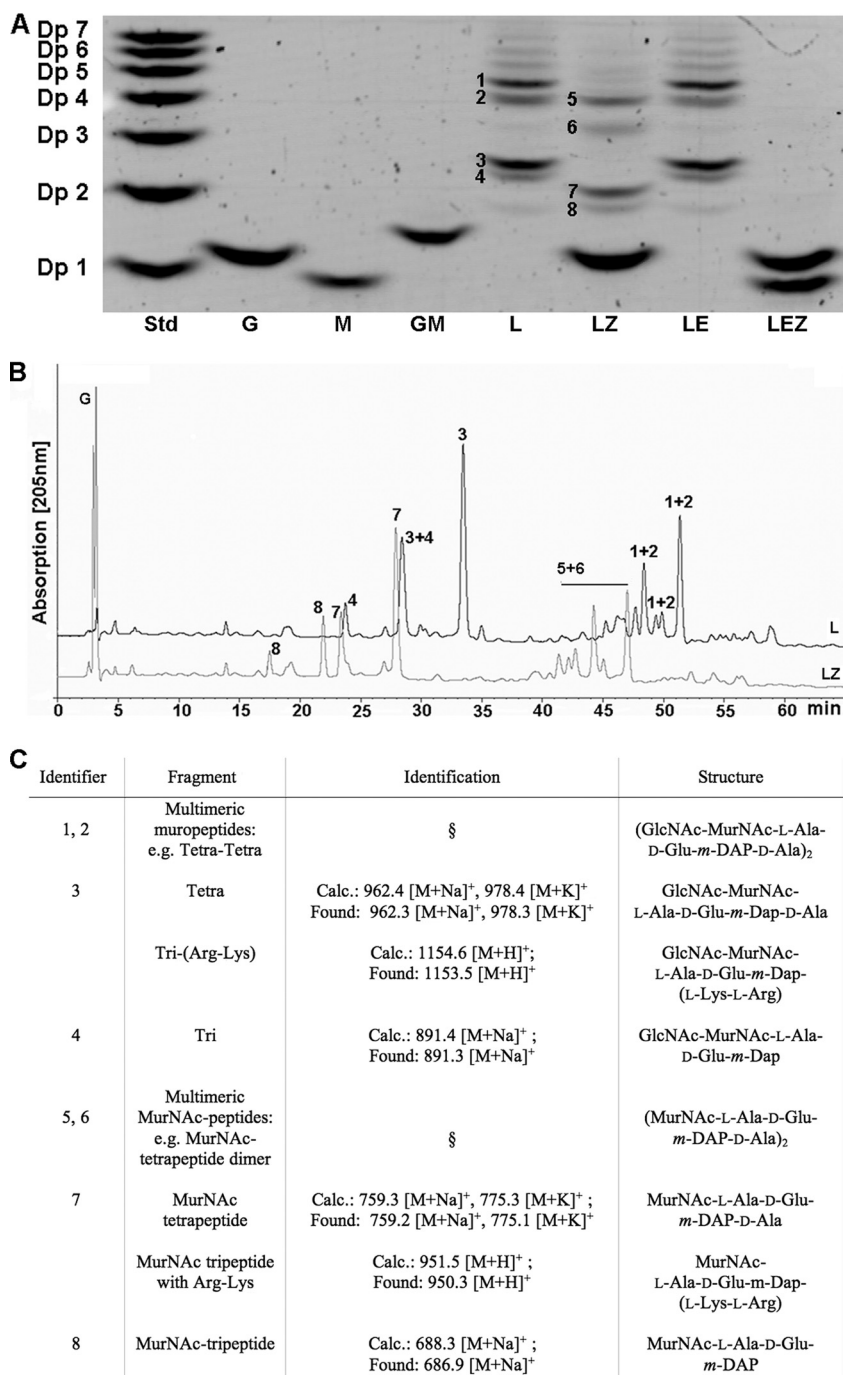 A
Dp 7
Dp 6
Dp 5
Dp 4
Dp 3
Dp 2
Dp 1
1
2
3
4
5
6
7
8
Std G M GM L LZ LE LEZ
B
Absorption [205nm]
G
8
8
7
4
7
3+4
3
5+6
1+2
1+2
1+2
L
LZ
0 5 10 15 20 25 30 35 40 45 50 55 60 min
C
Identifier Fragment Identification Structure
1, 2 Multimeric muropeptides: e.g. Tetra-Tetra § (GlcNAc-MurNAc-L-Ala-D-Glu-m-DAP-D-Ala)₂
3 Tetra Calc.: 962.4 [M+Na]⁺, 978.4 [M+K]⁺ GlcNAc-MurNAc-
Found: 962.3 [M+Na]⁺, 978.3 [M+K]⁺ L-Ala-D-Glu-m-Dap-D-Ala
Tri-(Arg-Lys) Calc.: 1154.6 [M+H]⁺; GlcNAc-MurNAc-
Found: 1153.5 [M+H]⁺ L-Ala-D-Glu-m-Dap-
(L-Lys-L-Arg)
4 Tri Calc.: 891.4 [M+Na]⁺ ; GlcNAc-MurNAc-L-Ala-
Found: 891.3 [M+Na]⁺ D-Glu-m-Dap
5, 6 Multimeric MurNAc-peptides: e.g. MurNAc-tetrapeptide dimer § (MurNAc-L-Ala-D-Glu-m-DAP-D-Ala)₂
7 MurNAc tetrapeptide Calc.: 759.3 [M+Na]⁺, 775.3 [M+K]⁺ ; MurNAc-L-Ala-D-Glu-
Found: 759.2 [M+Na]⁺, 775.1 [M+K]⁺ m-DAP-D-Ala
MurNAc tripeptide Calc.: 951.5 [M+H]⁺ ; MurNAc-
with Arg-Lys Found: 950.3 [M+H]⁺ L-Ala-D-Glu-m-Dap-
(L-Lys-L-Arg)
8 MurNAc-tripeptide Calc.: 688.3 [M+Na]⁺ ; MurNAc-L-Ala-D-Glu-
Found: 686.9 [M+Na]⁺ m-DAP